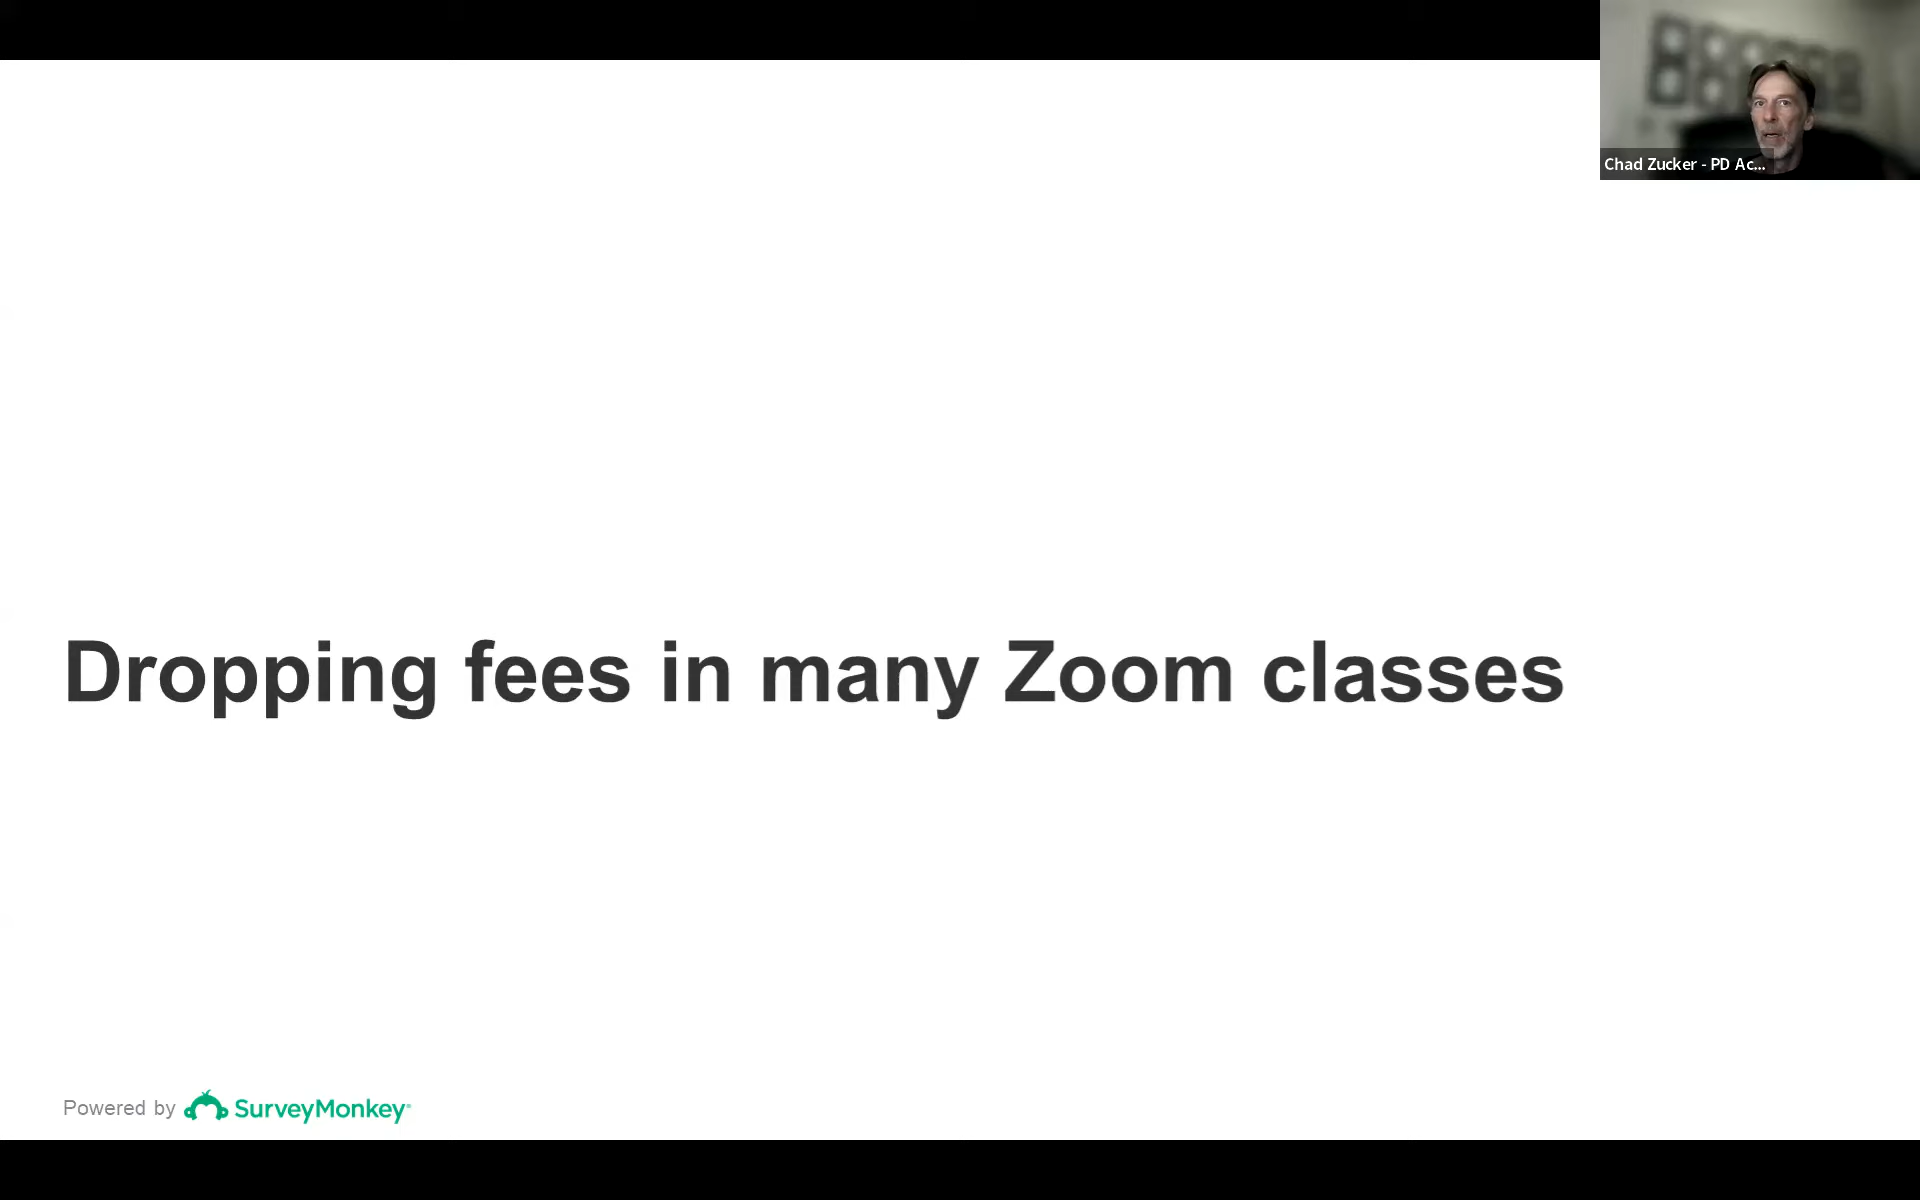 Chad Zucker - PD Ac...
Dropping fees in many Zoom classes
Powered by SurveyMonkey®